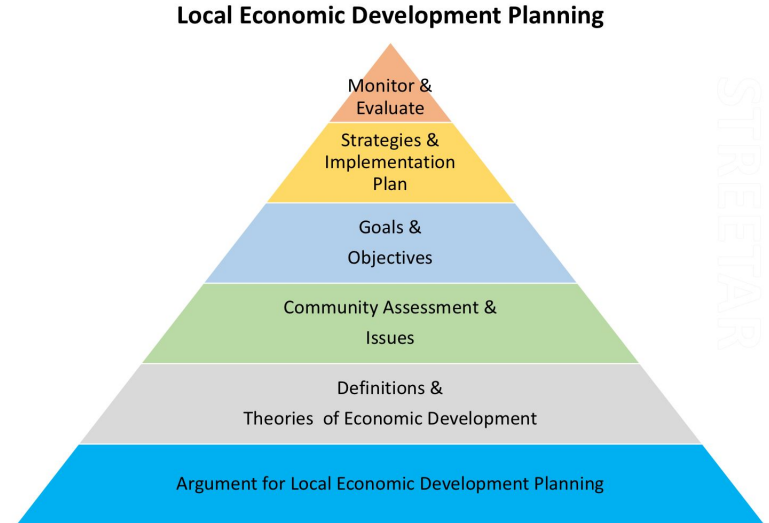 Local Economic Development Planning
Monitor &
Evaluate
Strategies &
Implementation
Plan
Goals &
Objectives
Community Assessment &
Issues
Definitions &
Theories of Economic Development
Argument for Local Economic Development Planning
STREETAR